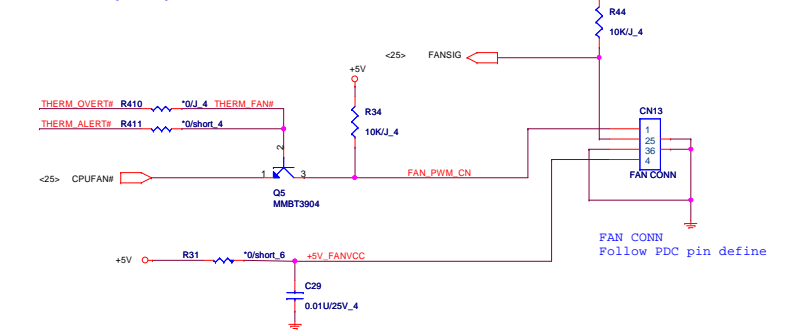 R44
10K/J_4
<25> FANSIG
+5V
CN13
THERM_OVERT# R410 *0/J_4 THERM_FAN#
R34
10K/J_4
THERM_ALERT# R411 *0/short_4
1
25
36
4
2
FAN CONN
<25> CPUFAN# 1 3 FAN_PWM_CN
Q5
MMBT3904
FAN CONN
Follow PDC pin define
+5V R31 *0/short_6 +5V_FANVCC
C29
0.01U/25V_4